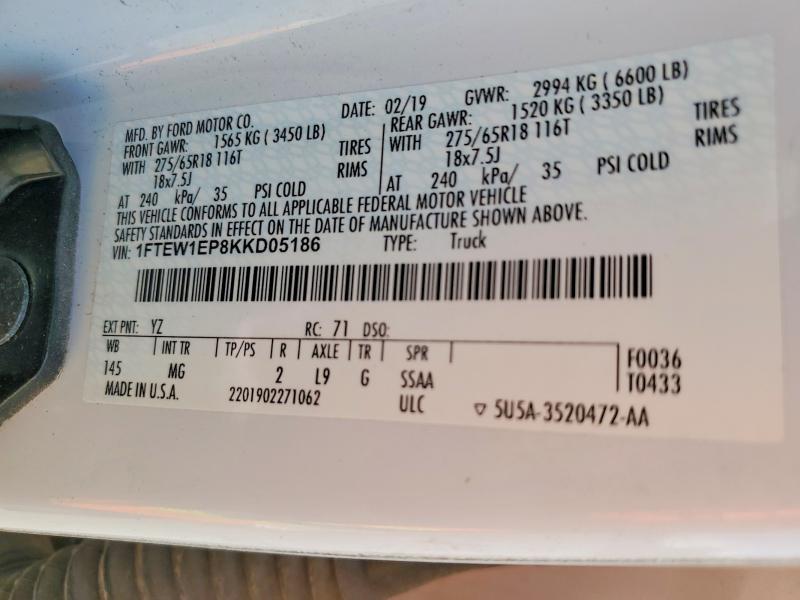 MFD. BY FORD MOTOR CO. DATE: 02/19 GVWR: 2994 KG ( 6600 LB)
FRONT GAWR: 1565 KG ( 3450 LB) REAR GAWR: 1520 KG ( 3350 LB)
WITH 275/65R18 116T TIRES WITH 275/65R18 116T TIRES
18x7.5J RIMS 18x7.5J RIMS
AT 240 kPa/ 35 PSI COLD AT 240 kPa/ 35 PSI COLD
THIS VEHICLE CONFORMS TO ALL APPLICABLE FEDERAL MOTOR VEHICLE
SAFETY STANDARDS IN EFFECT ON THE DATE OF MANUFACTURE SHOWN ABOVE.
VIN: 1FTEW1EP8KKD05186 TYPE: Truck
EXT PNT: YZ RC: 71 DSO:
WB INT TR TP/PS R AXLE TR SPR F0036
145 MG 2 L9 G SSAA T0433
MADE IN U.S.A. 2201902271062 ULC ▽ 5U5A-3520472-AA